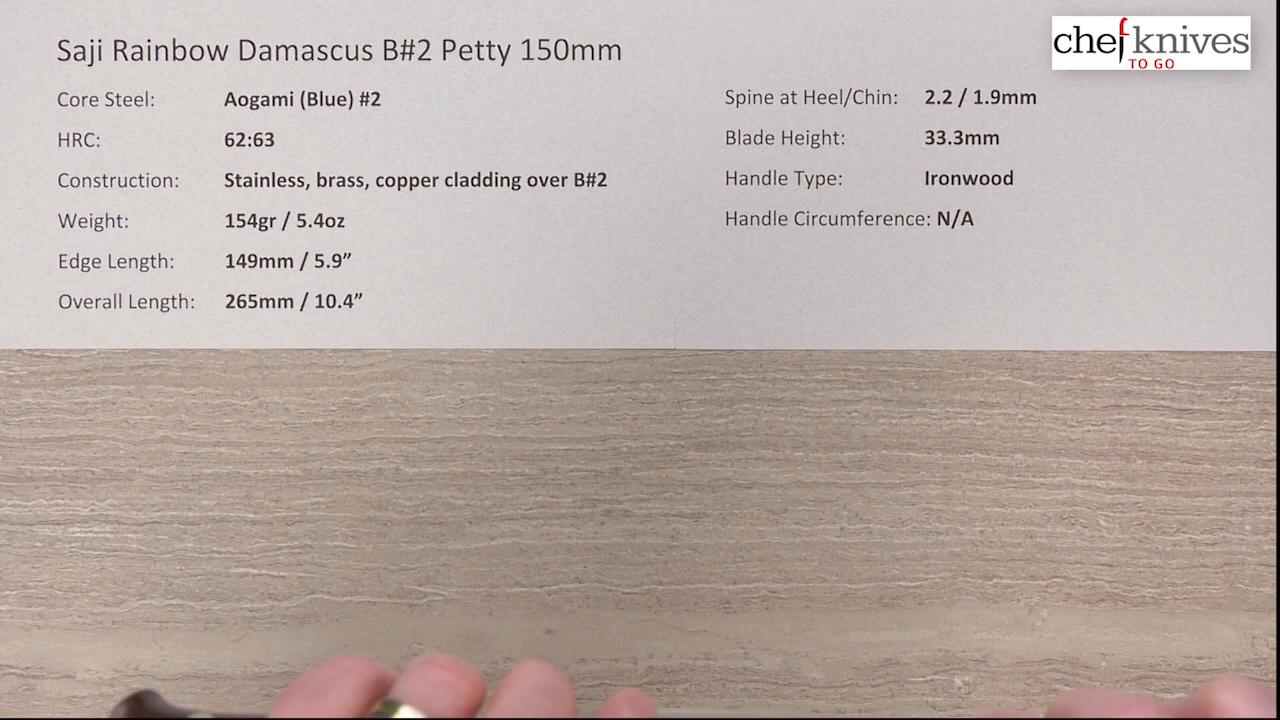 Saji Rainbow Damascus B#2 Petty 150mm
Core Steel: Aogami (Blue) #2
HRC: 62:63
Construction: Stainless, brass, copper cladding over B#2
Weight: 154gr / 5.4oz
Edge Length: 149mm / 5.9”
Overall Length: 265mm / 10.4”
Spine at Heel/Chin: 2.2 / 1.9mm
Blade Height: 33.3mm
Handle Type: Ironwood
Handle Circumference: N/A
chefknives
TO GO